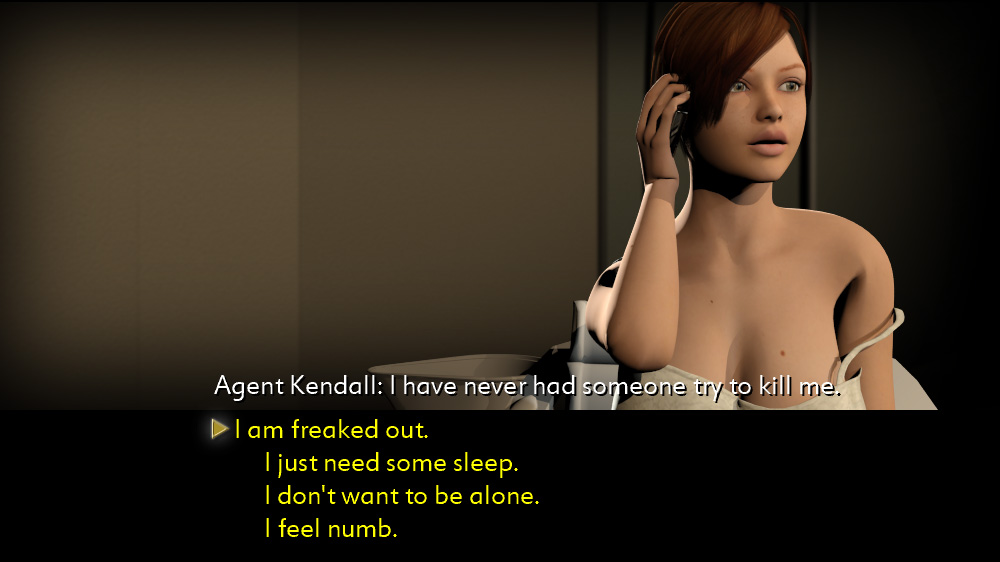 Agent Kendall: I have never had someone try to kill me.
I am freaked out.
I just need some sleep.
I don't want to be alone.
I feel numb.